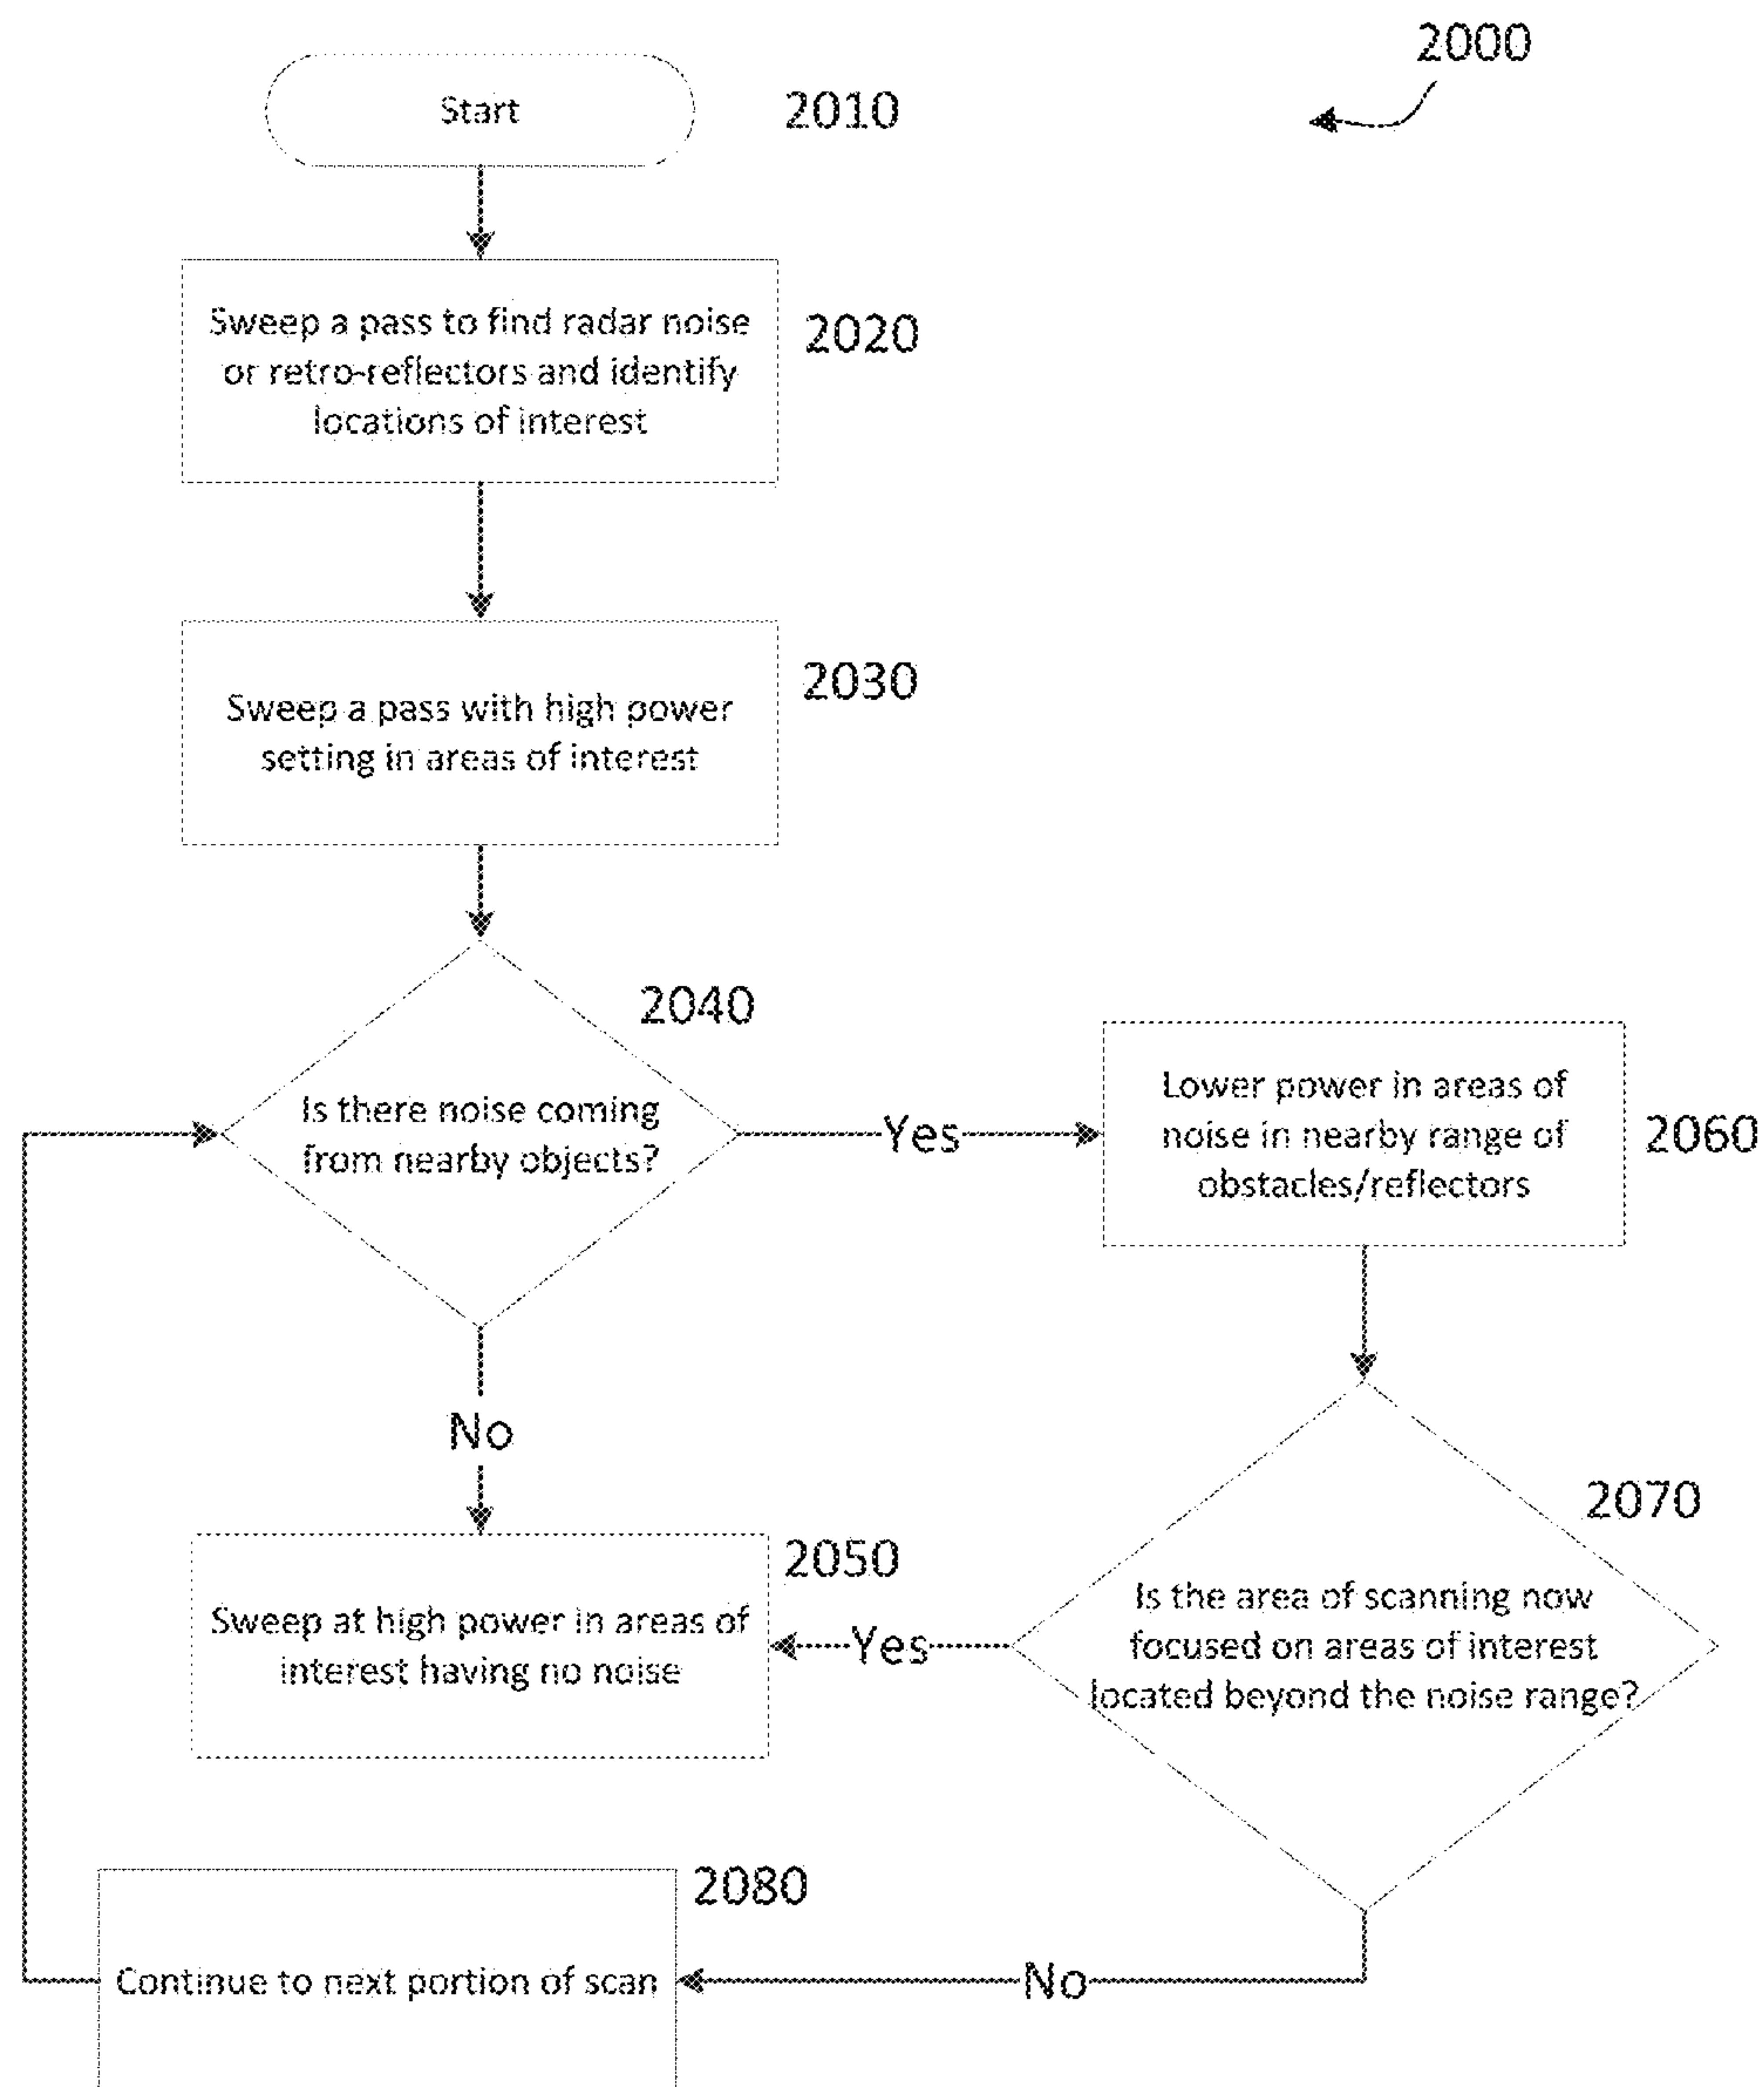 2000
Start
2010
Sweep a pass to find radar noise
or retro-reflectors and identify
locations of interest
2020
Sweep a pass with high power
setting in areas of interest
2030
Is there noise coming
from nearby objects?
2040
Yes
Lower power in areas of
noise in nearby range of
obstacles/reflectors
2060
No
Sweep at high power in areas of
interest having no noise
2050
Yes
Is the area of scanning now
focused on areas of interest
located beyond the noise range?
2070
No
Continue to next portion of scan
2080